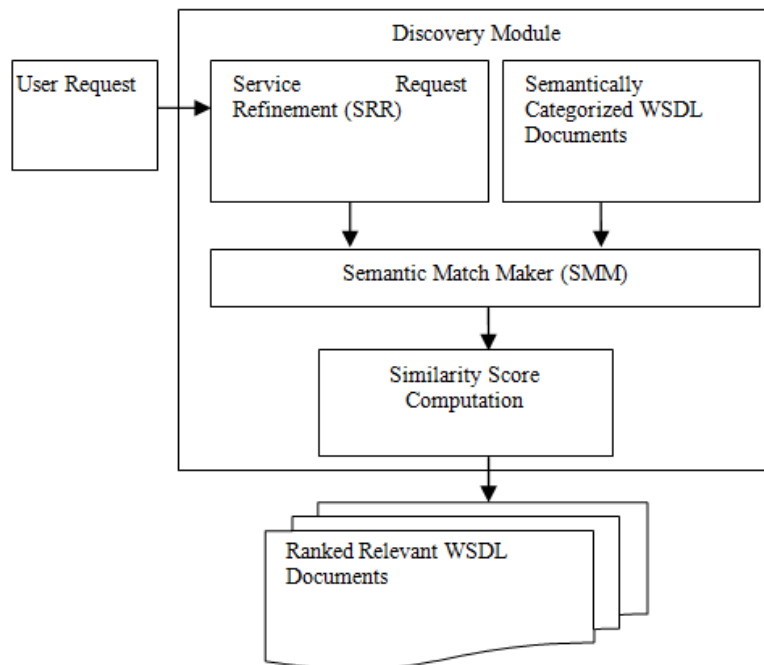 Discovery Module
User Request
Service Request
Refinement (SRR)
Semantically
Categorized WSDL
Documents
Semantic Match Maker (SMM)
Similarity Score
Computation
Ranked Relevant WSDL
Documents